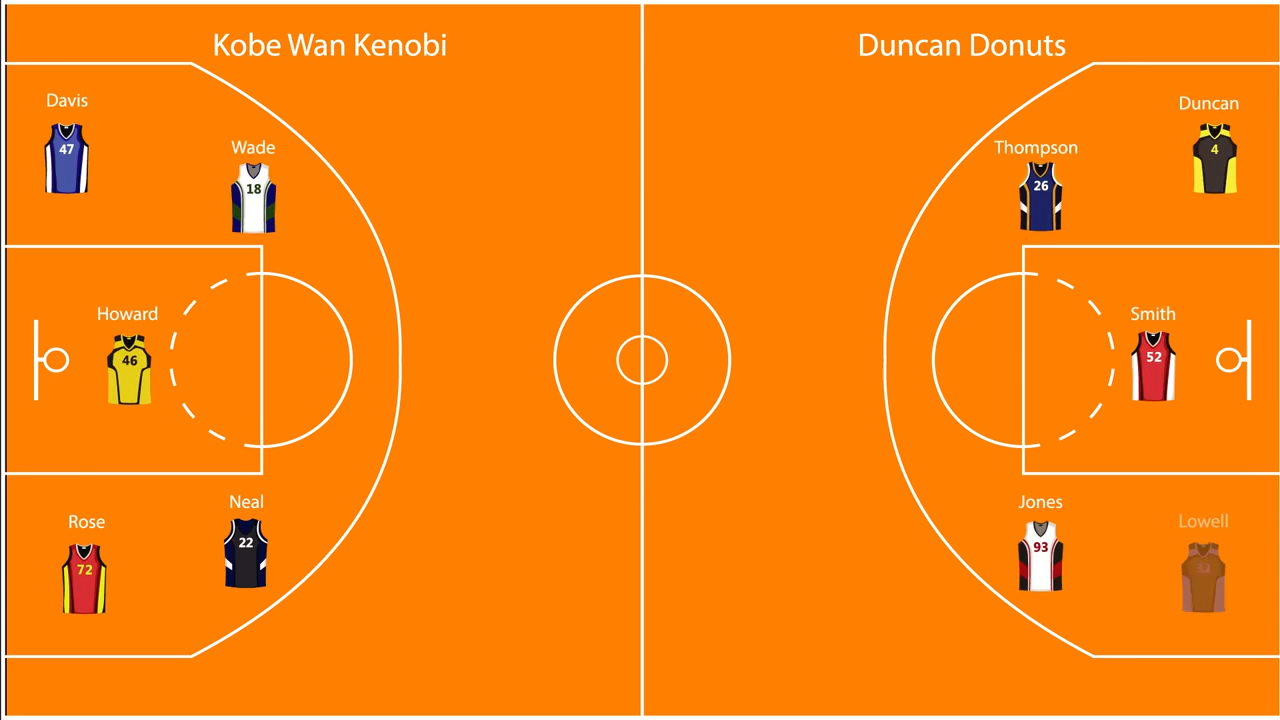 Kobe Wan Kenobi
Duncan Donuts
Davis
47
Wade
18
Howard
46
Rose
72
Neal
22
Duncan
4
Thompson
26
Smith
52
Jones
93
Lowell